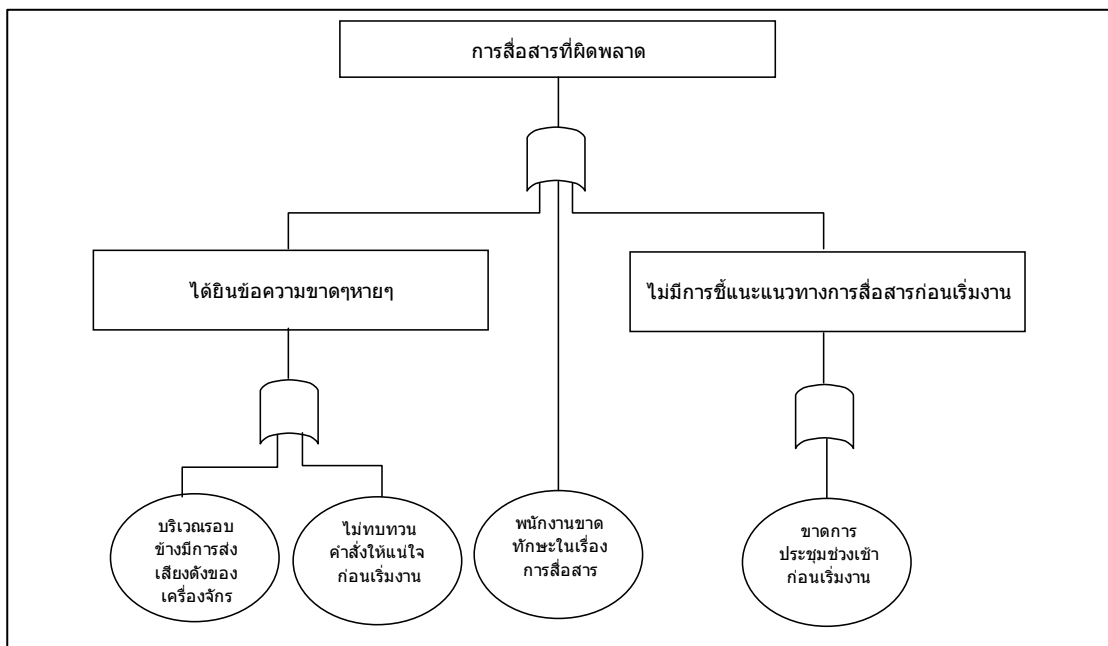 การสื่อสารที่ผิดพลาด
ได้ยินข้อความขาดๆหายๆ
ไม่มีการชี้แนะแนวทางการสื่อสารก่อนเริ่มงาน
บริเวณรอบ
ข้างมีการส่ง
เสียงดังของ
เครื่องจักร
ไม่ทบทวน
คำสั่งให้แน่ใจ
ก่อนเริ่มงาน
พนักงานขาด
ทักษะในเรื่อง
การสื่อสาร
ขาดการ
ประชุมช่วงเช้า
ก่อนเริ่มงาน